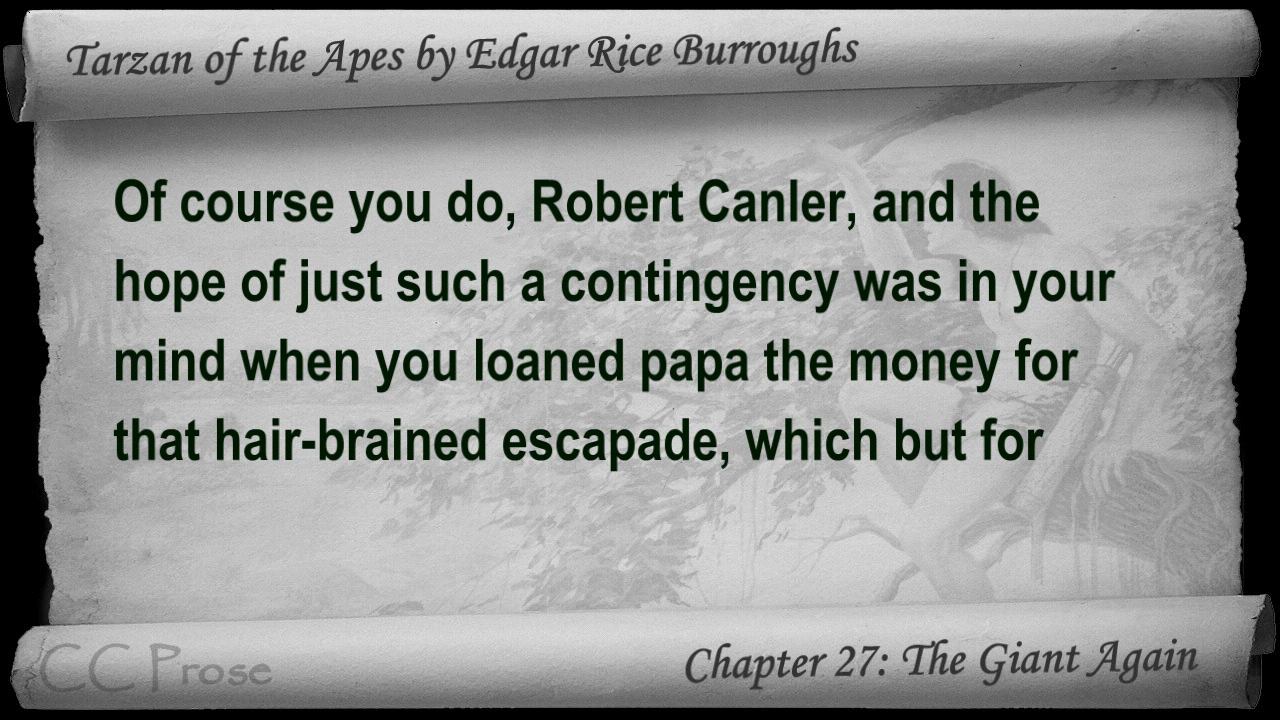 Tarzan of the Apes by Edgar Rice Burroughs
Of course you do, Robert Canler, and the
hope of just such a contingency was in your
mind when you loaned papa the money for
that hair-brained escapade, which but for
CC Prose
Chapter 27: The Giant Again